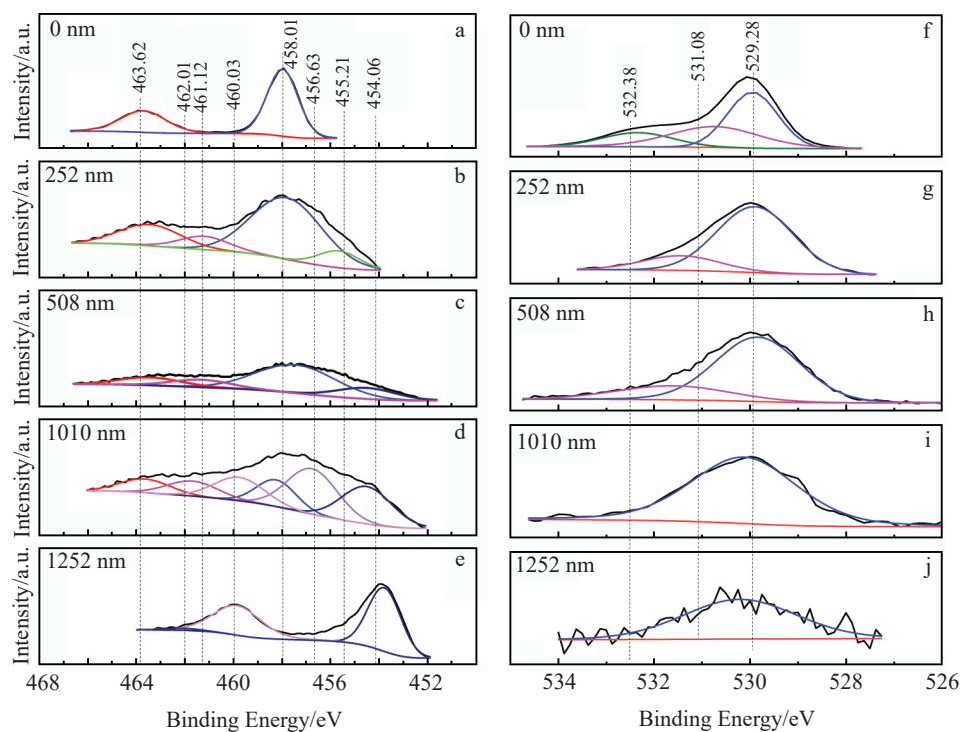 0 nm
a
463.62
462.01
461.12
460.03
458.01
456.63
455.21
454.06
Intensity/a.u.
252 nm
b
Intensity/a.u.
508 nm
c
Intensity/a.u.
1010 nm
d
Intensity/a.u.
1252 nm
e
Intensity/a.u.
468 464 460 456 452
Binding Energy/eV
0 nm
f
532.38
531.08
529.28
Intensity/a.u.
252 nm
g
Intensity/a.u.
508 nm
h
Intensity/a.u.
1010 nm
i
Intensity/a.u.
1252 nm
j
Intensity/a.u.
534 532 530 528 526
Binding Energy/eV